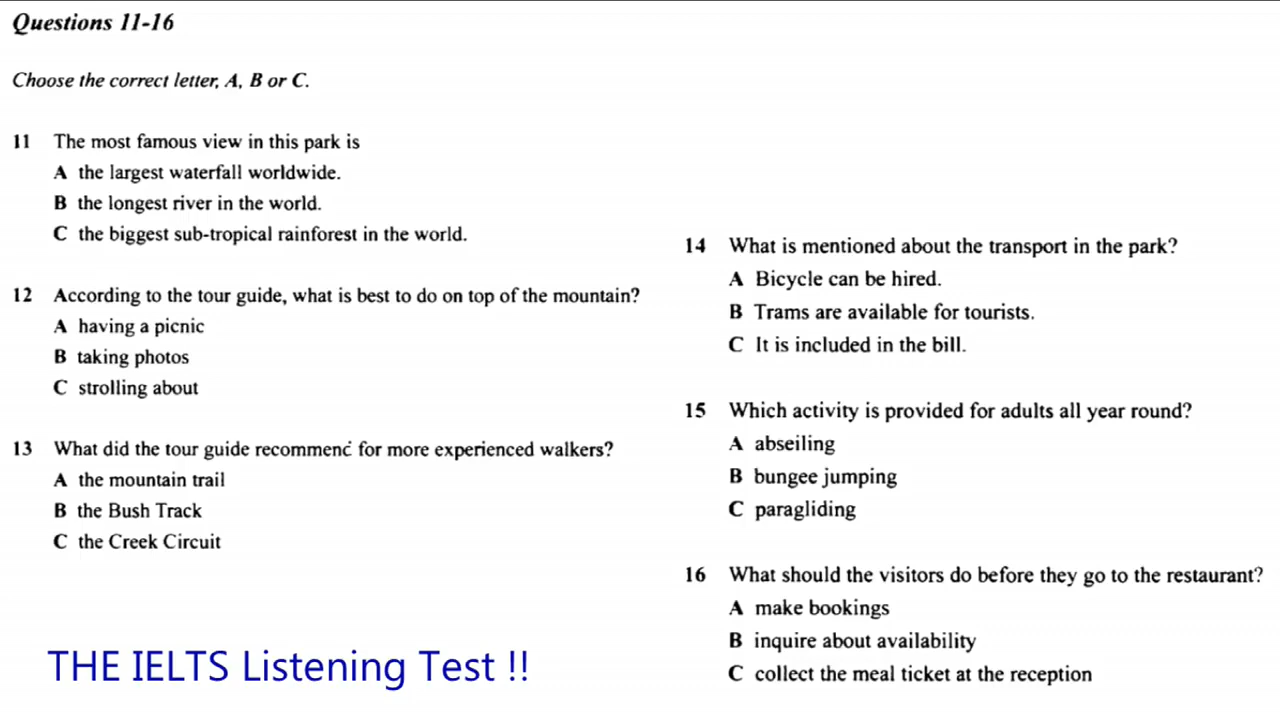 Questions 11-16
Choose the correct letter, A, B or C.
11 The most famous view in this park is
A the largest waterfall worldwide.
B the longest river in the world.
C the biggest sub-tropical rainforest in the world.
12 According to the tour guide, what is best to do on top of the mountain?
A having a picnic
B taking photos
C strolling about
13 What did the tour guide recommend for more experienced walkers?
A the mountain trail
B the Bush Track
C the Creek Circuit
14 What is mentioned about the transport in the park?
A Bicycle can be hired.
B Trams are available for tourists.
C It is included in the bill.
15 Which activity is provided for adults all year round?
A abseiling
B bungee jumping
C paragliding
16 What should the visitors do before they go to the restaurant?
A make bookings
B inquire about availability
C collect the meal ticket at the reception
THE IELTS Listening Test !!